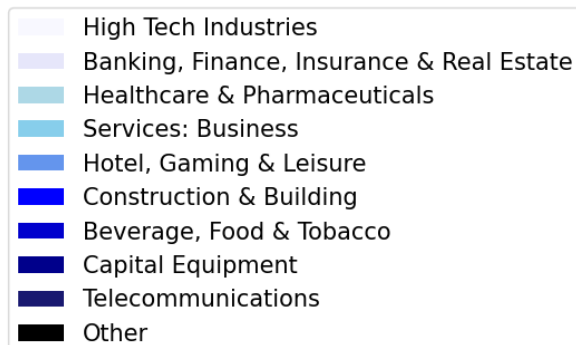 High Tech Industries
Banking, Finance, Insurance & Real Estate
Healthcare & Pharmaceuticals
Services: Business
Hotel, Gaming & Leisure
Construction & Building
Beverage, Food & Tobacco
Capital Equipment
Telecommunications
Other